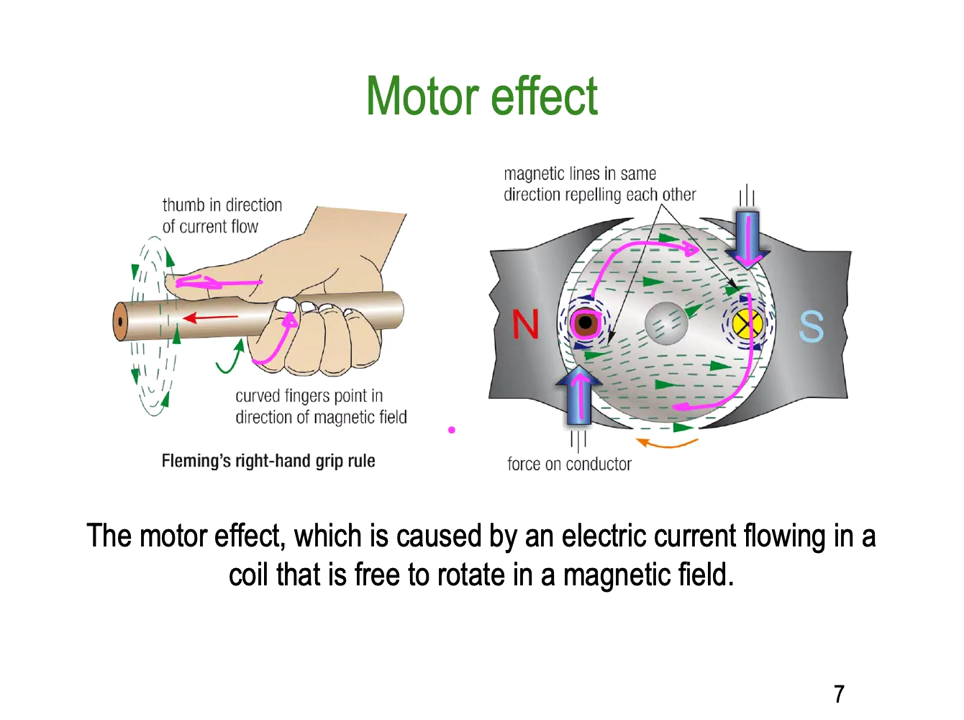 Motor effect
thumb in direction
of current flow
curved fingers point in
direction of magnetic field
Fleming's right-hand grip rule
magnetic lines in same
direction repelling each other
N
S
force on conductor
The motor effect, which is caused by an electric current flowing in a
coil that is free to rotate in a magnetic field.
7